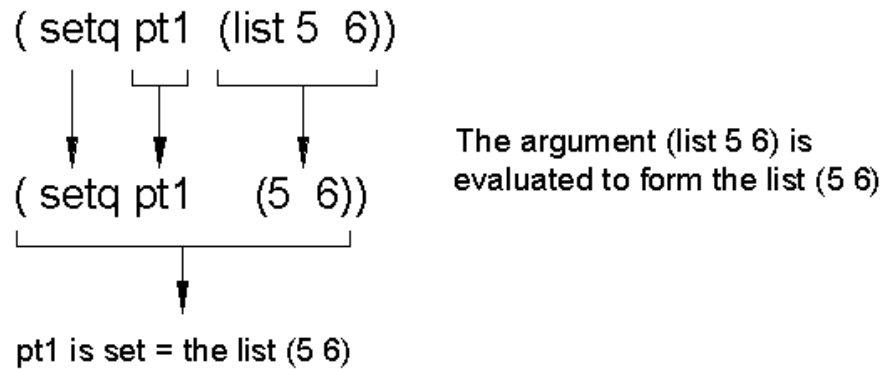 ( setq pt1 (list 5 6))
The argument (list 5 6) is
evaluated to form the list (5 6)
( setq pt1 (5 6))
pt1 is set = the list (5 6)